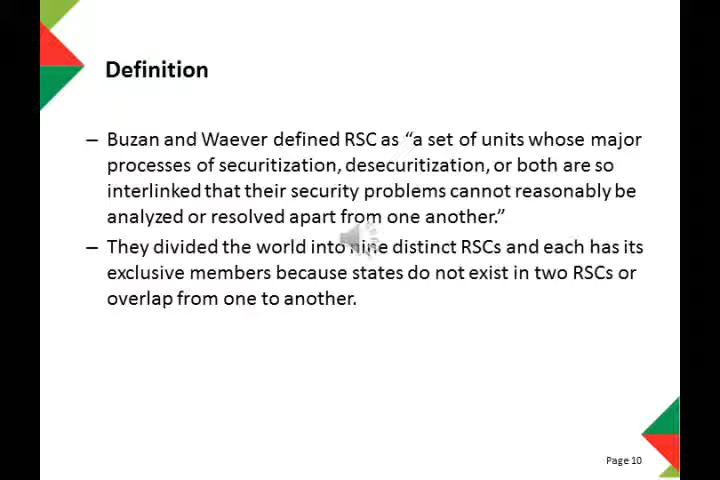 Definition
– Buzan and Waever defined RSC as “a set of units whose major
processes of securitization, desecuritization, or both are so
interlinked that their security problems cannot reasonably be
analyzed or resolved apart from one another.”
– They divided the world into nine distinct RSCs and each has its
exclusive members because states do not exist in two RSCs or
overlap from one to another.
Page 10